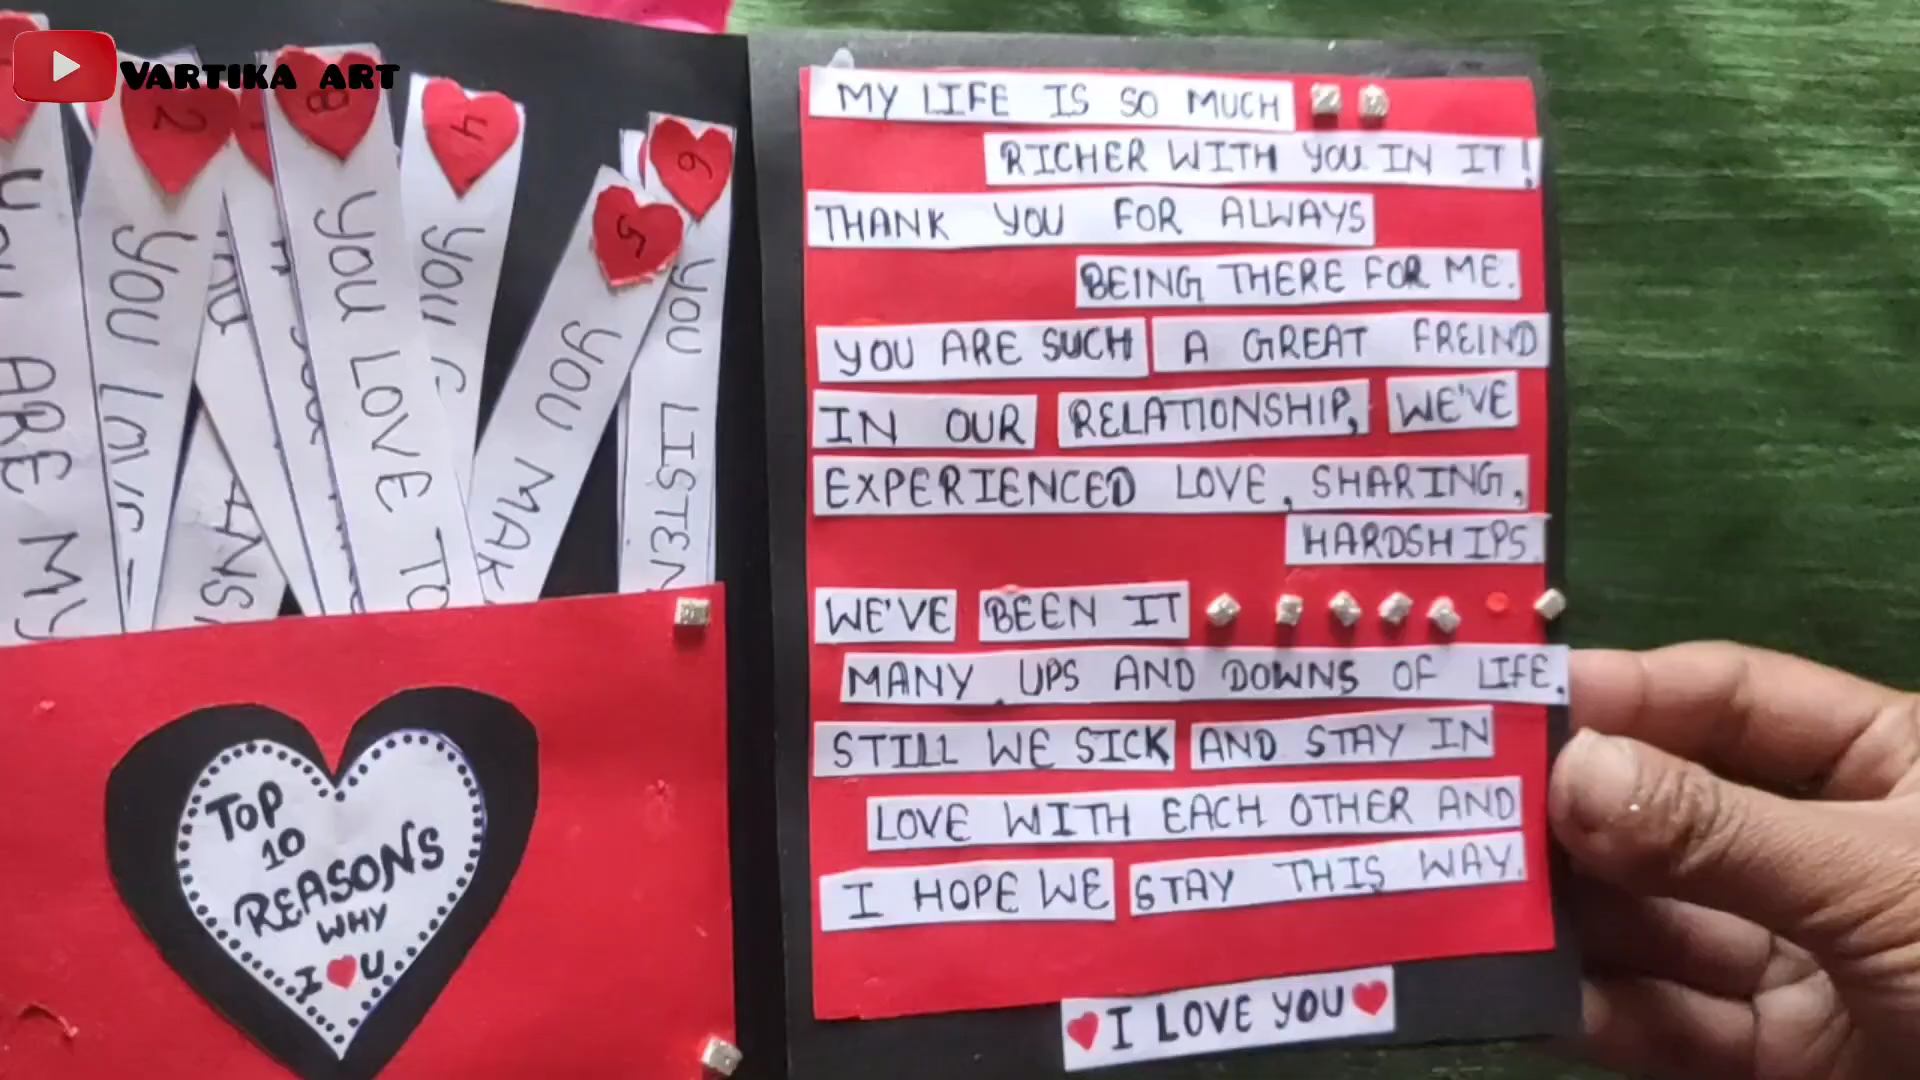 VARTIKA ART
2
8
4
5
6
YOU ARE MY
YOU LOVE
YOU LOVE TO
YOU
YOU MAK
YOU LISTEN
TOP
10
REASONS
WHY
I ❤ U
MY LIFE IS SO MUCH
RICHER WITH YOU IN IT!
THANK YOU FOR ALWAYS
BEING THERE FOR ME.
YOU ARE SUCH A GREAT FREIND
IN OUR RELATIONSHIP, WE'VE
EXPERIENCED LOVE, SHARING,
HARDSHIPS.
WE'VE BEEN IT
MANY UPS AND DOWNS OF LIFE.
STILL WE SICK AND STAY IN
LOVE WITH EACH OTHER AND
I HOPE WE STAY THIS WAY.
❤ I LOVE YOU ❤